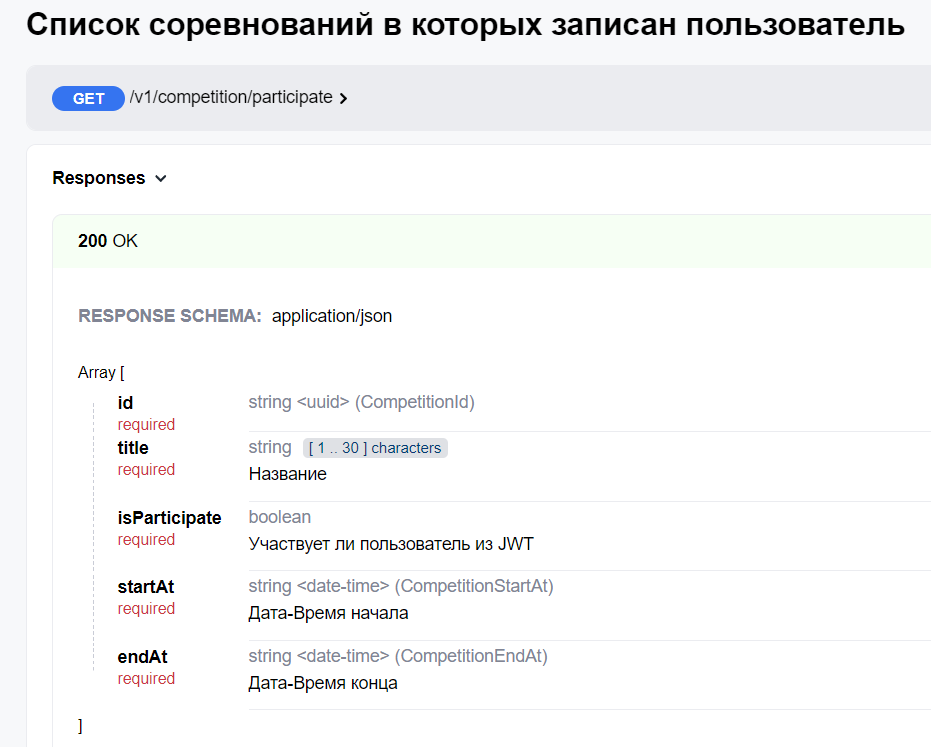 Список соревнований в которых записан пользователь
GET /v1/competition/participate
Responses
200 OK
RESPONSE SCHEMA: application/json
Array [
id string <uuid> (CompetitionId)
required
title string [ 1 .. 30 ] characters
required Название
isParticipate boolean
required Участвует ли пользователь из JWT
startAt string <date-time> (CompetitionStartAt)
required Дата-Время начала
endAt string <date-time> (CompetitionEndAt)
required Дата-Время конца
]